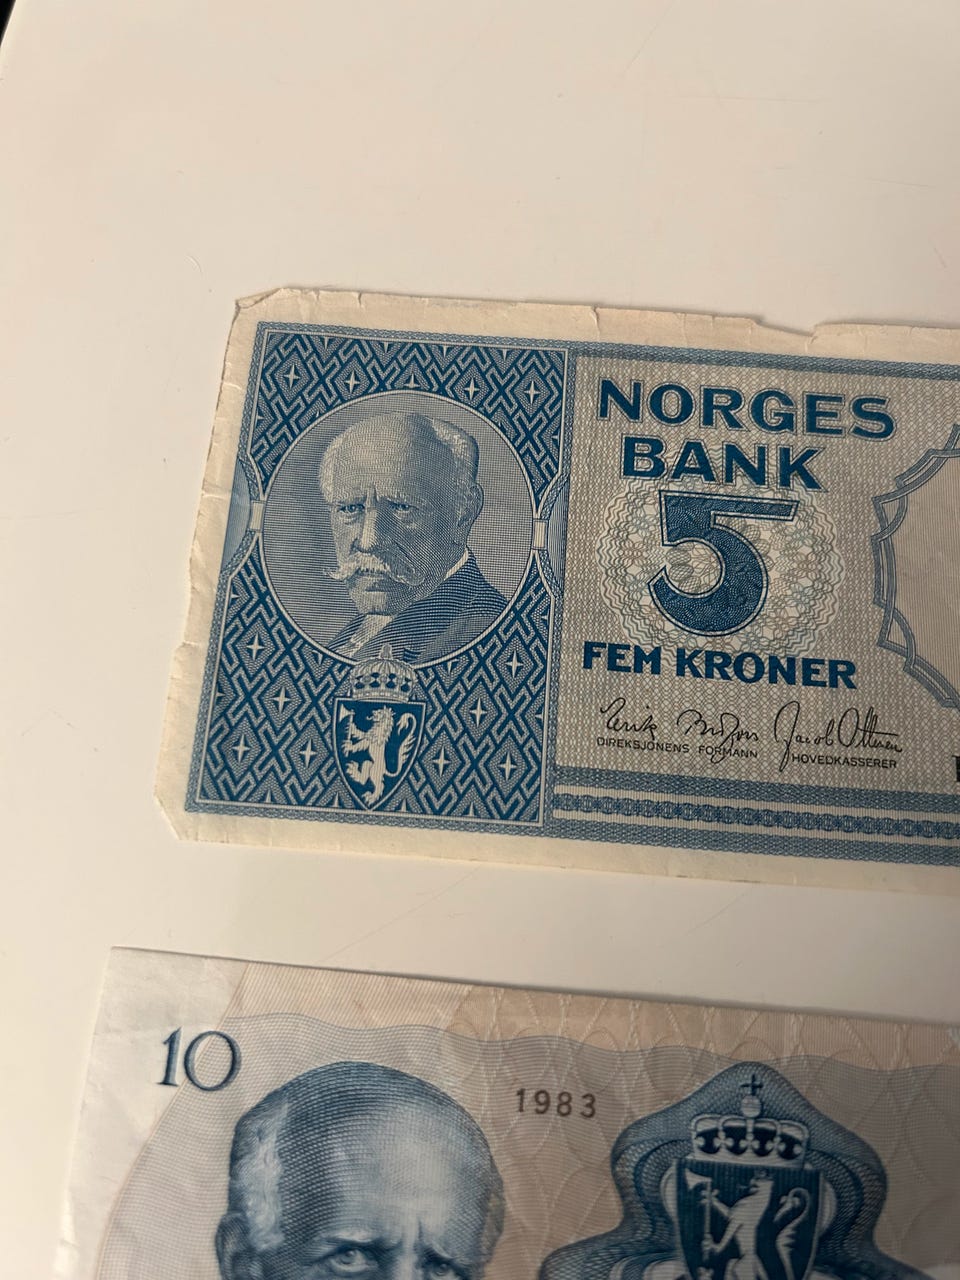 NORGES
BANK
5
FEM KRONER
DIREKSJONENS FORMANN
HOVEDKASSERER
10
1983